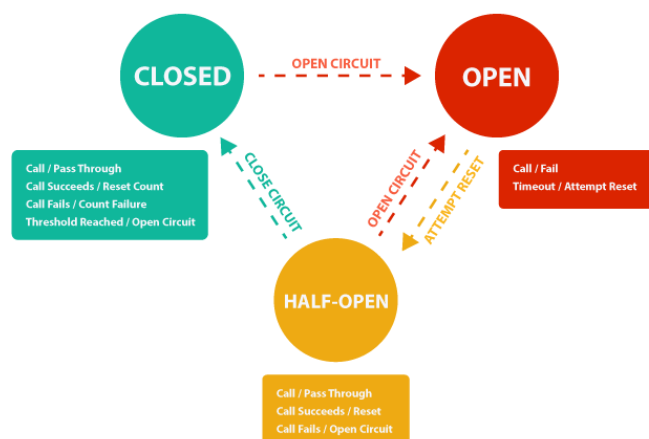 CLOSED
OPEN CIRCUIT
OPEN
Call / Pass Through
Call Succeeds / Reset Count
Call Fails / Count Failure
Threshold Reached / Open Circuit
CLOSE CIRCUIT
OPEN CIRCUIT
ATTEMPT RESET
Call / Fail
Timeout / Attempt Reset
HALF-OPEN
Call / Pass Through
Call Succeeds / Reset
Call Fails / Open Circuit